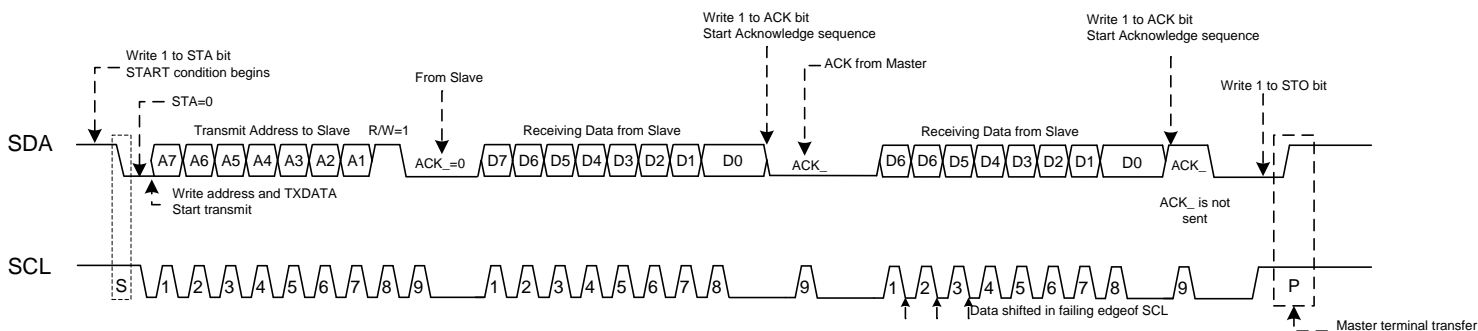 Write 1 to STA bit
START condition begins
STA=0
From Slave
Write 1 to ACK bit
Start Acknowledge sequence
ACK from Master
Write 1 to ACK bit
Start Acknowledge sequence
Write 1 to STO bit
Transmit Address to Slave
R/W=1
Receiving Data from Slave
Receiving Data from Slave
SDA
A7 A6 A5 A4 A3 A2 A1
ACK_=0
D7 D6 D5 D4 D3 D2 D1 D0
ACK_
D6 D6 D5 D4 D3 D2 D1 D0
ACK_
Write address and TXDATA
Start transmit
ACK_ is not
sent
SCL
S
1 2 3 4 5 6 7 8 9
1 2 3 4 5 6 7 8 9
1 2 3 4 5 6 7 8 9
P
Data shifted in failing edgeof SCL
Master terminal transfer